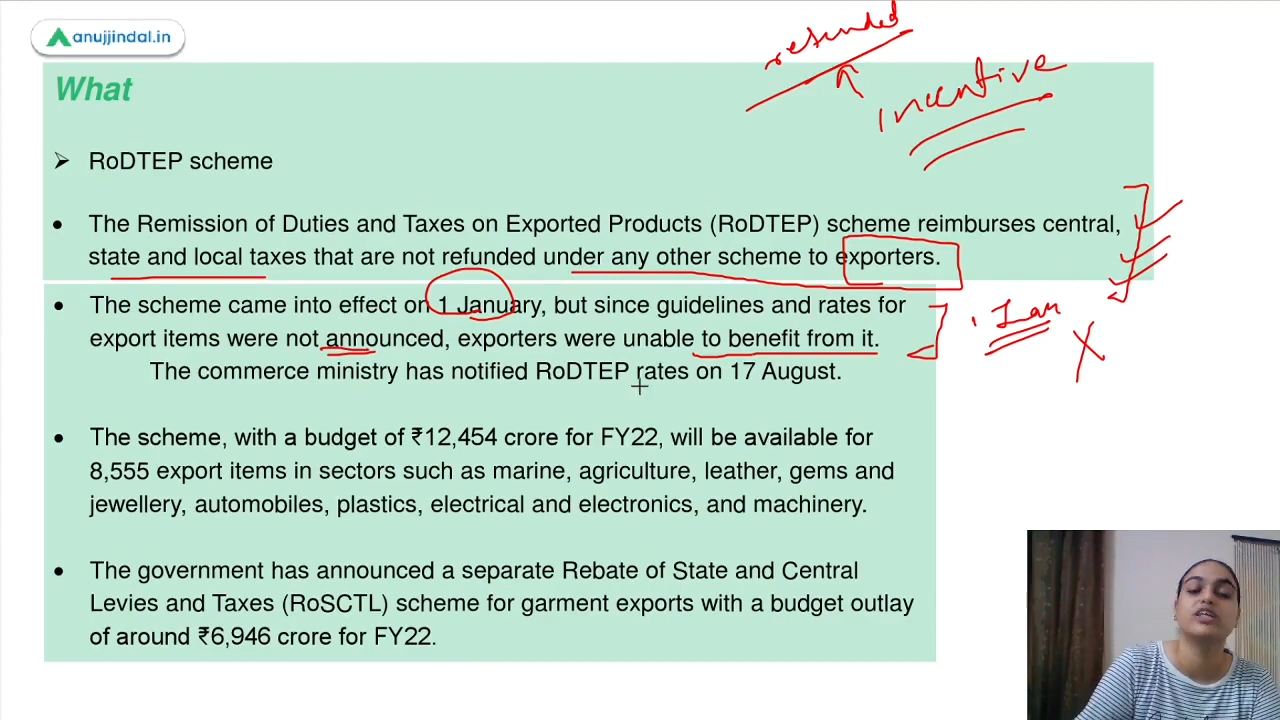 anujjindal.in
refunded
incentive
What
RoDTEP scheme
The Remission of Duties and Taxes on Exported Products (RoDTEP) scheme reimburses central,
state and local taxes that are not refunded under any other scheme to exporters.
The scheme came into effect on 1 January, but since guidelines and rates for
export items were not announced, exporters were unable to benefit from it.
1 Jan
The commerce ministry has notified RoDTEP rates on 17 August.
The scheme, with a budget of ₹12,454 crore for FY22, will be available for
8,555 export items in sectors such as marine, agriculture, leather, gems and
jewellery, automobiles, plastics, electrical and electronics, and machinery.
The government has announced a separate Rebate of State and Central
Levies and Taxes (RoSCTL) scheme for garment exports with a budget outlay
of around ₹6,946 crore for FY22.